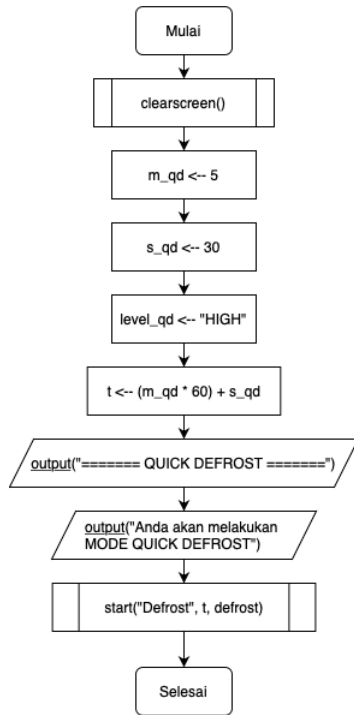 Mulai
clearscreen()
m_qd <-- 5
s_qd <-- 30
level_qd <-- "HIGH"
t <-- (m_qd * 60) + s_qd
output("======= QUICK DEFROST =======")
output("Anda akan melakukan
MODE QUICK DEFROST")
start("Defrost", t, defrost)
Selesai